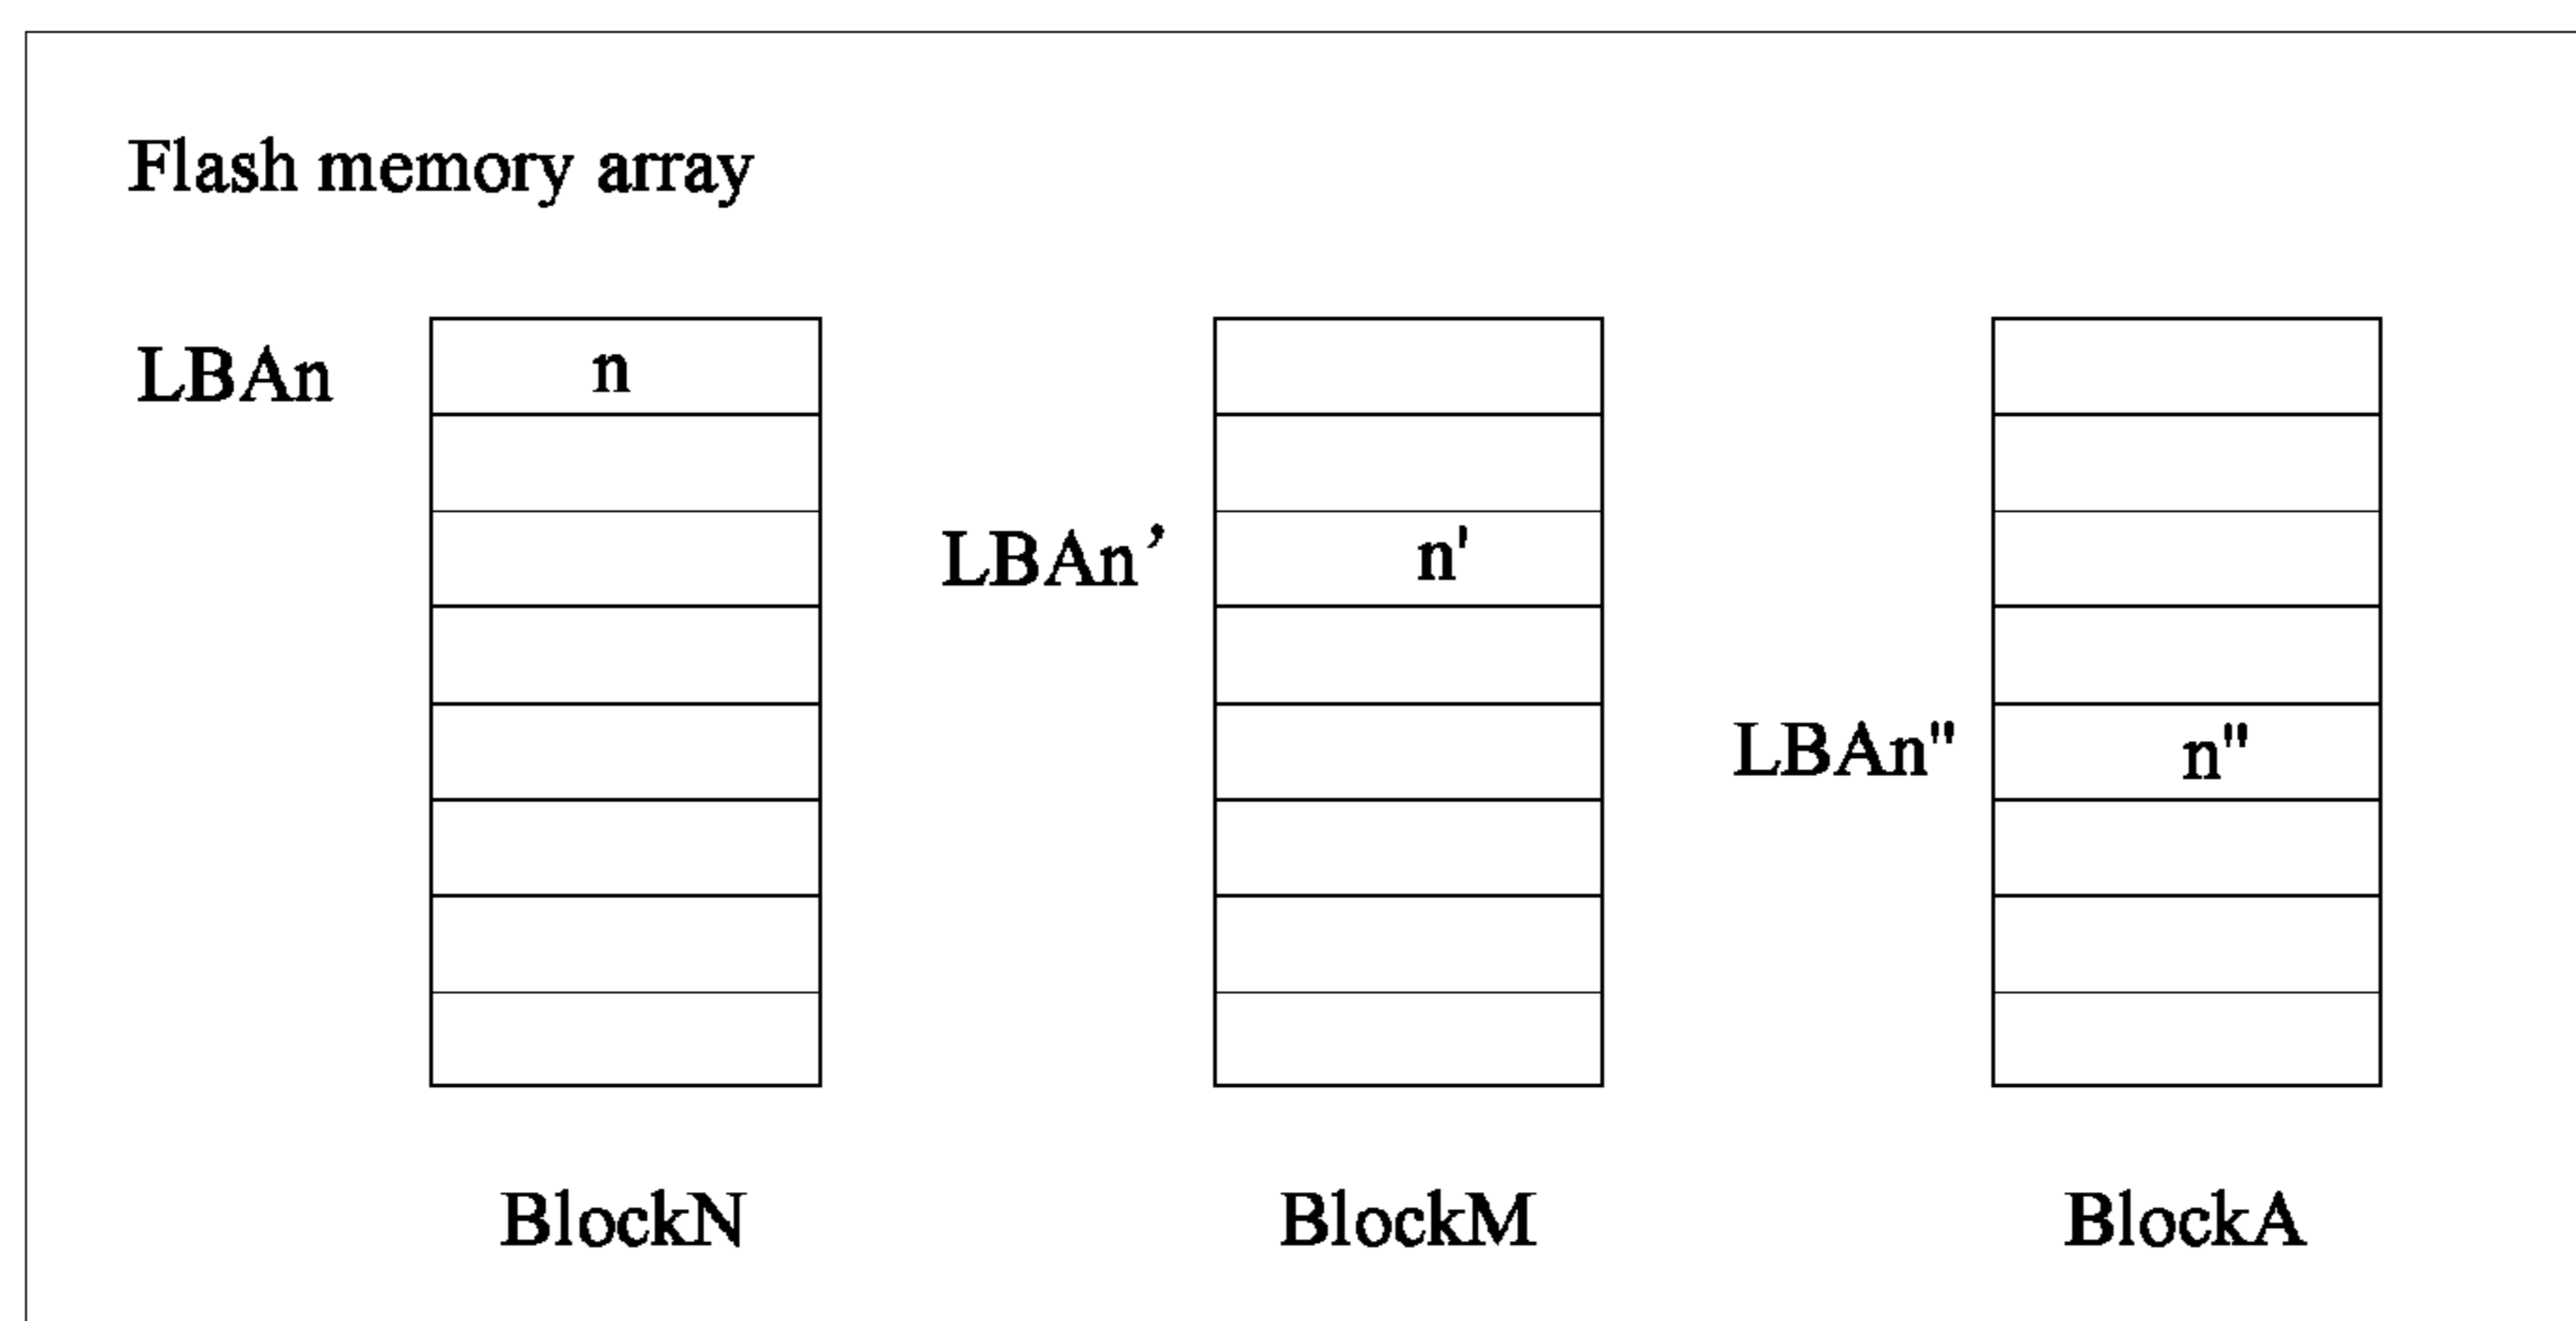 Flash memory array
LBAn
n
LBAn’
n'
LBAn"
n"
BlockN
BlockM
BlockA